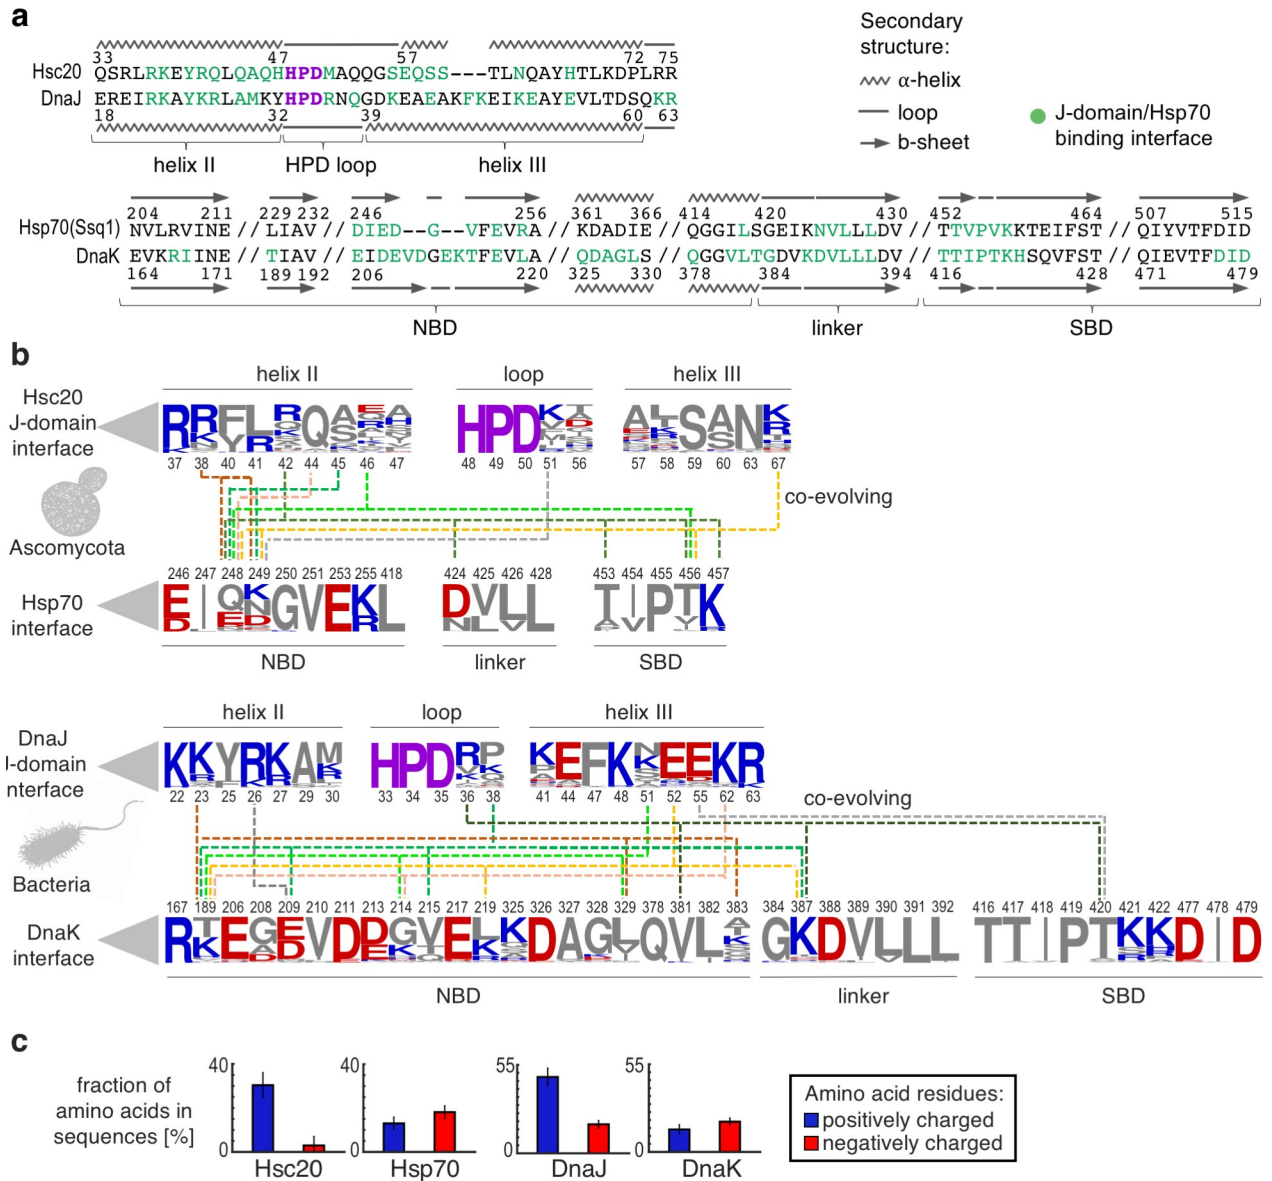 a
33 47 57 72 75
Hsc20 QSRLRKEYRQLQAQHHPDMAQQGSEQSS---TLNQAYHTLKDPLRR
DnaJ EREIRKAYKRLAMKYHPDRNQGDKEAEAKFKEIKEAYEVLTDSQKR
18 32 39 60 63
helix II HPD loop helix III
Secondary
structure:
α-helix
loop
b-sheet
J-domain/Hsp70
binding interface
204 211 229 232 246 256 361 366 414 420 430 452 464 507 515
Hsp70(Ssq1) NVLRVINE // LIAV // DIED--G-VFEVRA // KDADIE // QGGILSGEIKNVLLLDV // TTVPVKKTEIFST // QIYVTFDID
DnaK EVKRIINE // TIAV // EIDEVDGEKTFEVLA // QDAGLS // QGGVLTGDVKDVLLLDV // TTIPTKHSQVFST // QIEVTFDID
164 171 189 192 206 220 325 330 378 384 394 416 428 471 479
NBD linker SBD
b
helix II loop helix III
Hsc20
J-domain
interface
37 38 40 41 42 44 45 46 47 48 49 50 51 56 57 58 59 60 63 67
co-evolving
Ascomycota
246 247 248 249 250 251 253 255 418 424 425 426 428 453 454 455 456 457
Hsp70
interface
NBD linker SBD
helix II loop helix III
DnaJ
J-domain
nterface
22 23 25 26 27 29 30 33 34 35 36 38 41 44 47 48 51 52 55 62 63
co-evolving
Bacteria
167 189 206 208 209 210 211 213 214 215 217 219 325 326 327 328 329 378 381 382 383 384 387 388 389 390 391 392 416 417 418 419 420 421 422 477 478 479
DnaK
interface
NBD linker SBD
c
fraction of
amino acids in
sequences [%]
40 0 Hsc20
40 0 Hsp70
55 0 DnaJ
55 0 DnaK
Amino acid residues:
positively charged
negatively charged